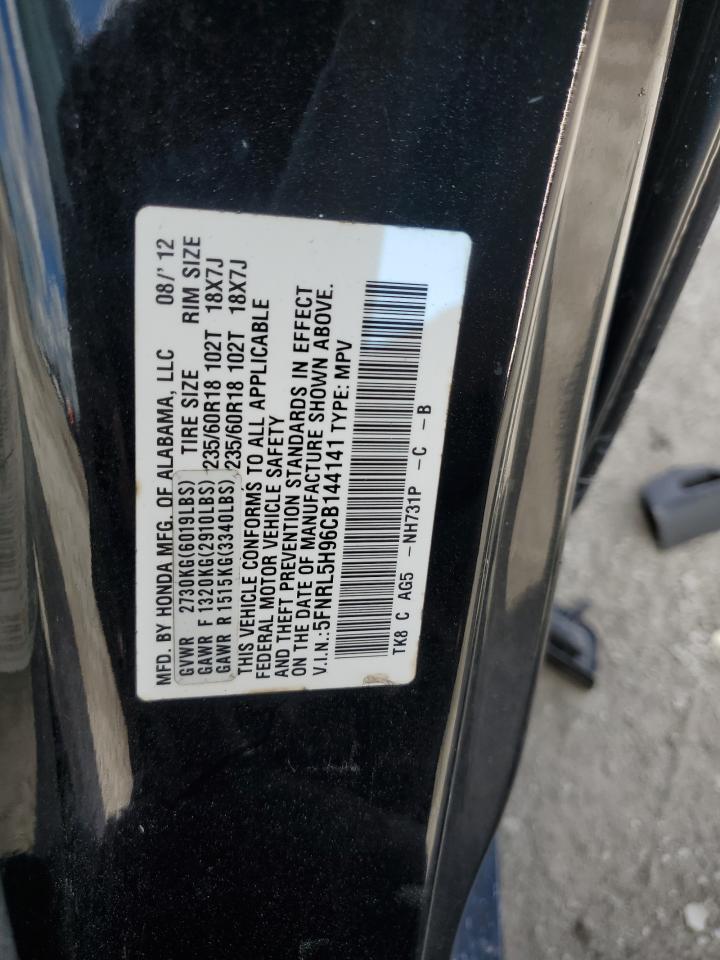 MFD. BY HONDA MFG. OF ALABAMA, LLC 08/' 12
GVWR 2730KG(6019LBS) TIRE SIZE RIM SIZE
GAWR F 1320KG(2910LBS) 235/60R18 102T 18X7J
GAWR R 1515KG(3340LBS) 235/60R18 102T 18X7J
THIS VEHICLE CONFORMS TO ALL APPLICABLE
FEDERAL MOTOR VEHICLE SAFETY
AND THEFT PREVENTION STANDARDS IN EFFECT
ON THE DATE OF MANUFACTURE SHOWN ABOVE.
V.I.N.:5FNRL5H96CB144141 TYPE: MPV
TK8 C AG5 -NH731P -C -B